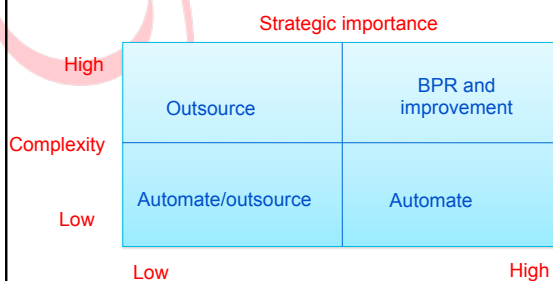 Strategic importance
High
BPR and
improvement
Outsource
Complexity
Automate/outsource
Automate
Low
Low
High